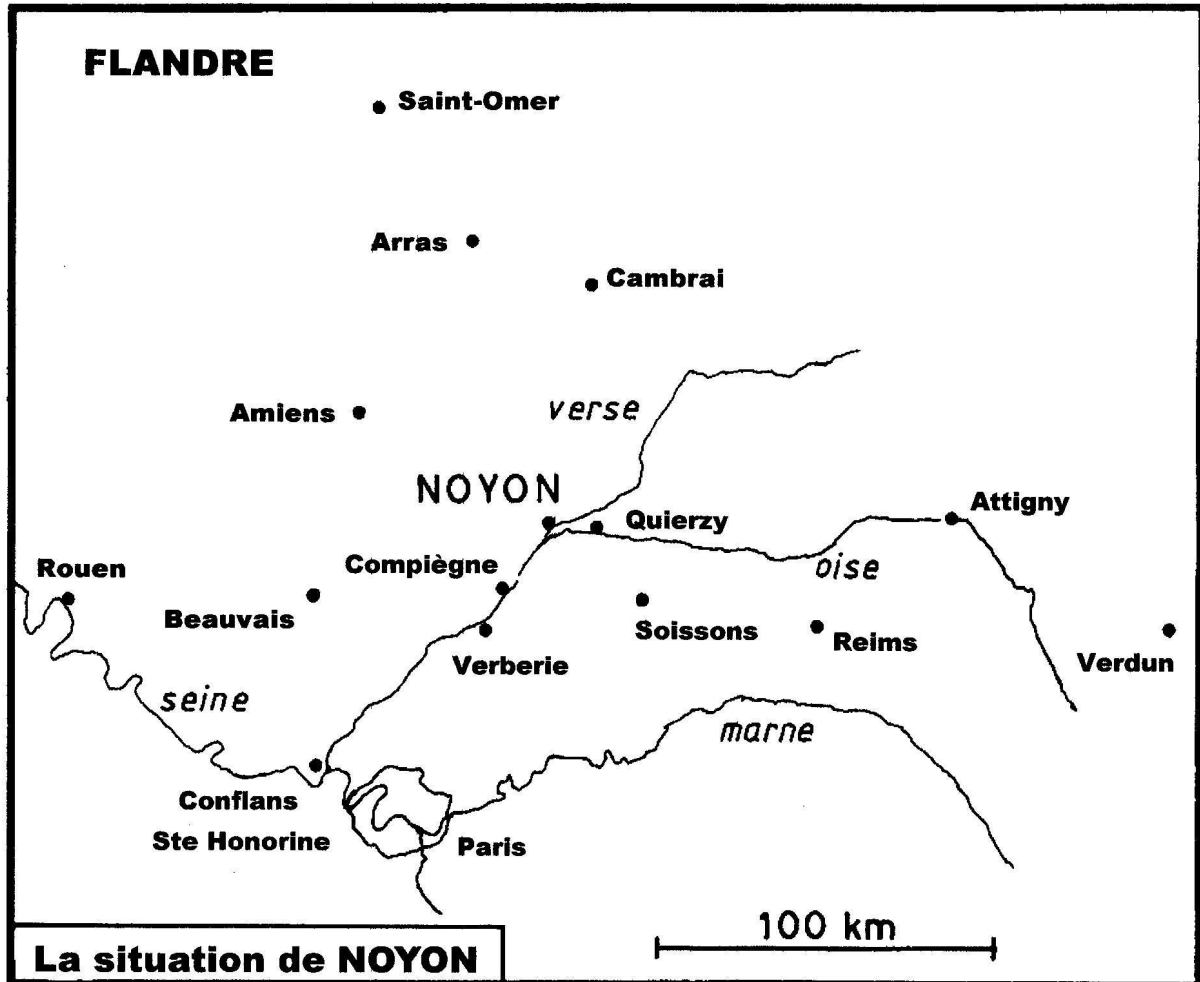 FLANDRE
Saint-Omer
Arras
Cambrai
Amiens
verse
NOYON
Quierzy
Attigny
Rouen
Compiègne
oise
Beauvais
Soissons
Reims
Verberie
Verdun
seine
marne
Conflans
Ste Honorine
Paris
100 km
La situation de NOYON